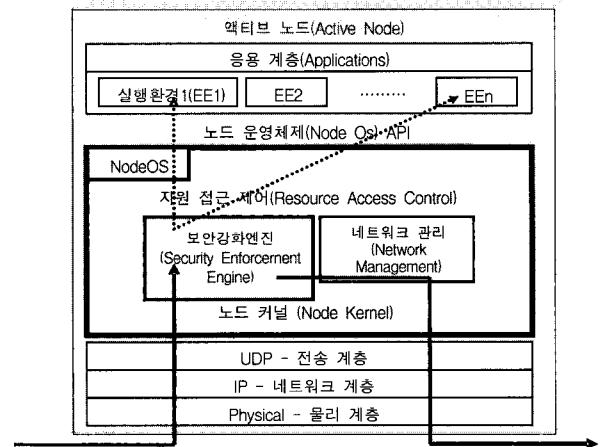 액티브 노드(Active Node)
응용 계층(Applications)
실행환경1(EE1) EE2 ········· EEn
노드 운영체제(Node Os) API
NodeOS
자원 접근 제어(Resource Access Control)
보안강화엔진
(Security Enforcement
Engine)
네트워크 관리
(Network
Management)
노드 커널 (Node Kernel)
UDP - 전송 계층
IP - 네트워크 계층
Physical - 물리 계층